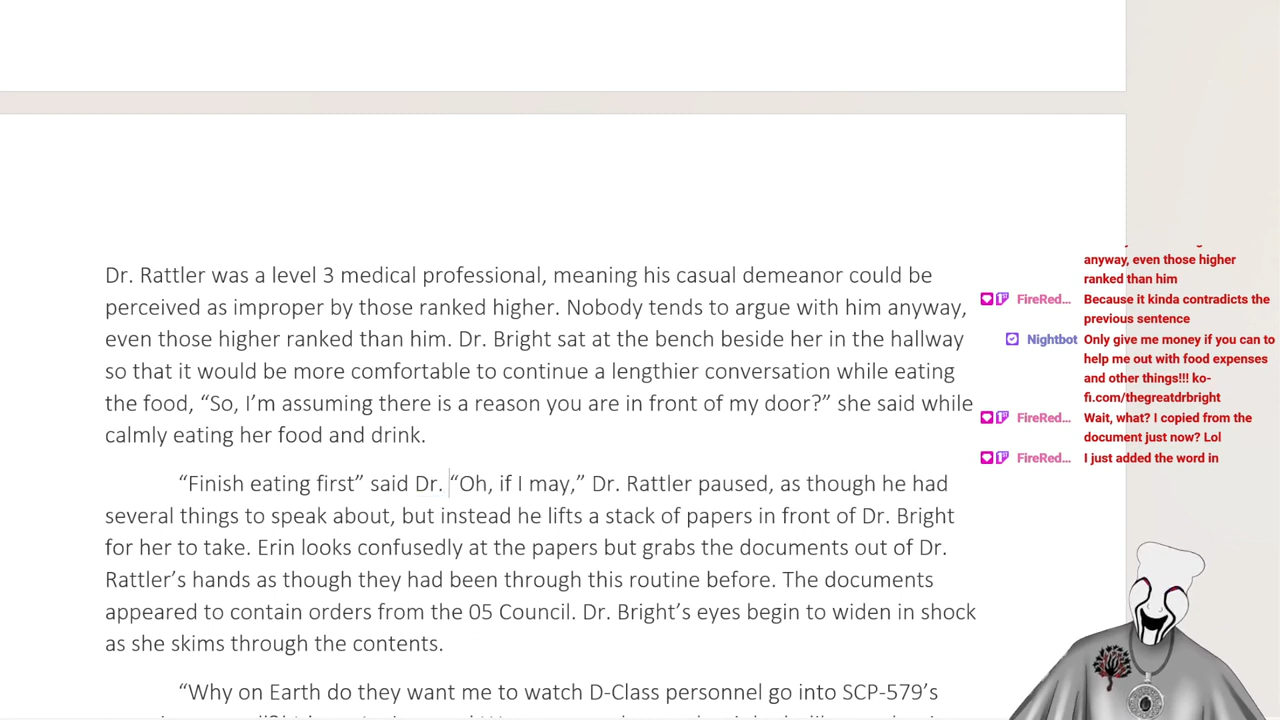 Dr. Rattler was a level 3 medical professional, meaning his casual demeanor could be
perceived as improper by those ranked higher. Nobody tends to argue with him anyway,
even those higher ranked than him. Dr. Bright sat at the bench beside her in the hallway
so that it would be more comfortable to continue a lengthier conversation while eating
the food, “So, I’m assuming there is a reason you are in front of my door?” she said while
calmly eating her food and drink.
“Finish eating first” said Dr. “Oh, if I may,” Dr. Rattler paused, as though he had
several things to speak about, but instead he lifts a stack of papers in front of Dr. Bright
for her to take. Erin looks confusedly at the papers but grabs the documents out of Dr.
Rattler’s hands as though they had been through this routine before. The documents
appeared to contain orders from the 05 Council. Dr. Bright’s eyes begin to widen in shock
as she skims through the contents.
“Why on Earth do they want me to watch D-Class personnel go into SCP-579’s
anyway, even those higher
ranked than him
FireRed... Because it kinda contradicts the
previous sentence
Nightbot Only give me money if you can to
help me out with food expenses
and other things!!! ko-
fi.com/thegreatdrbright
FireRed... Wait, what? I copied from the
document just now? Lol
FireRed... I just added the word in